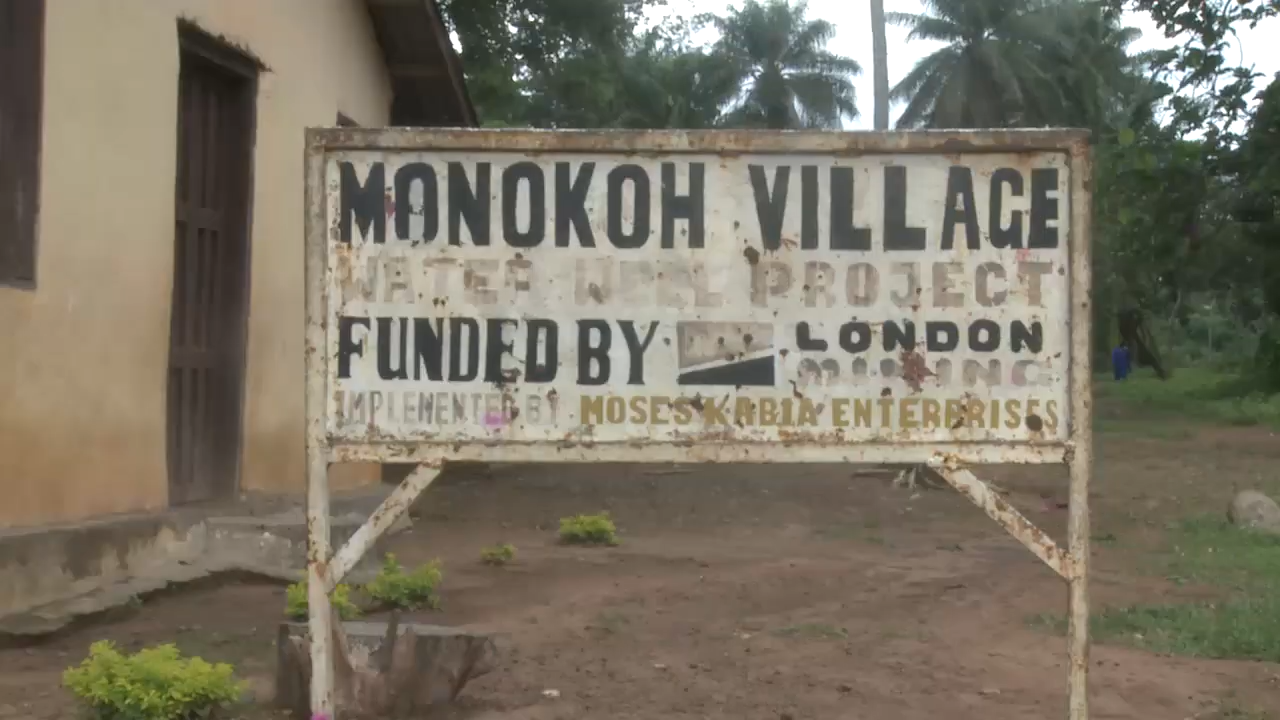 MONOKOH VILLAGE
WATER WELL PROJECT
FUNDED BY LONDON
MINING
IMPLEMENTED BY MOSES KABIA ENTERPRISES